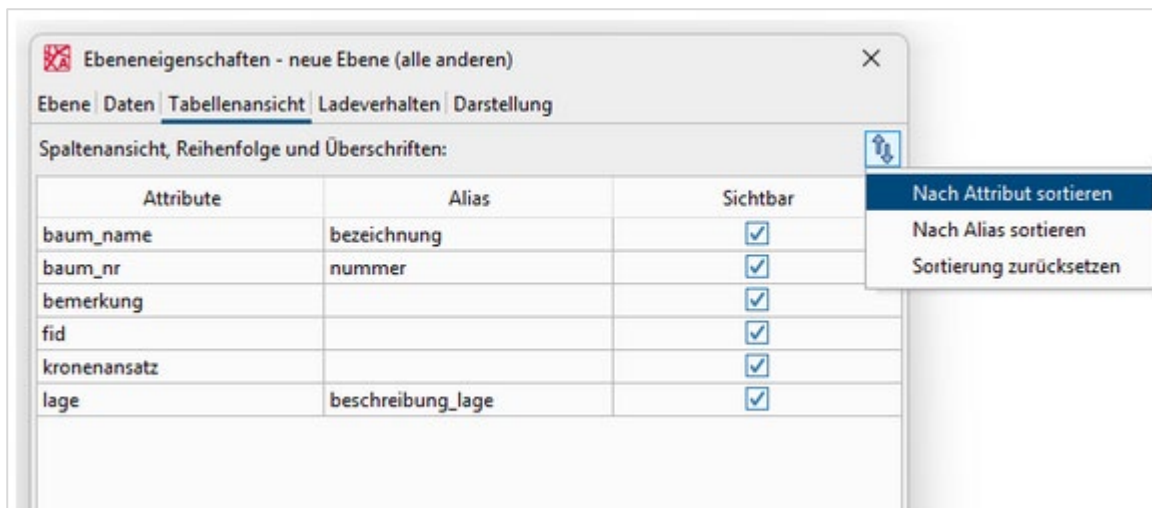 Ebeneneigenschaften - neue Ebene (alle anderen)
Ebene Daten Tabellenansicht Ladeverhalten Darstellung
Spaltenansicht, Reihenfolge und Überschriften:
Attribute Alias Sichtbar
baum_name bezeichnung
baum_nr nummer
bemerkung
fid
kronenansatz
lage beschreibung_lage
Nach Attribut sortieren
Nach Alias sortieren
Sortierung zurücksetzen